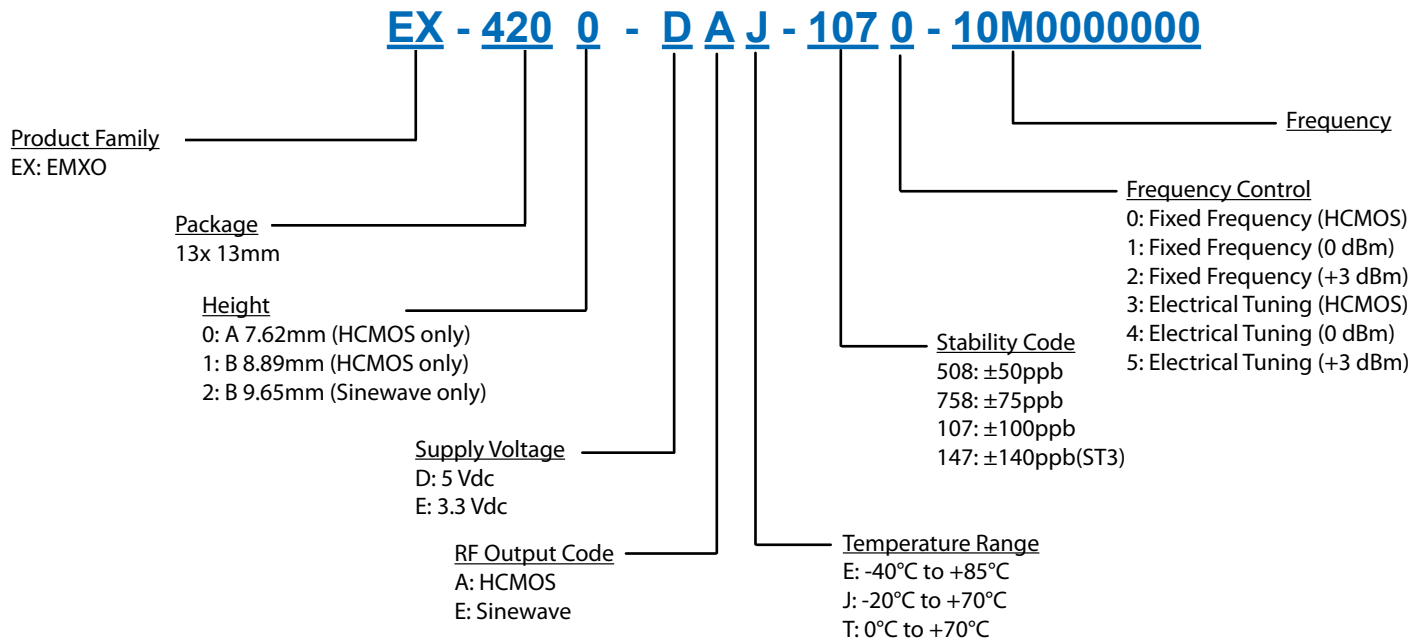 EX - 420 0 - D A J - 107 0 - 10M0000000
Product Family
EX: EMXO
Package
13x 13mm
Height
0: A 7.62mm (HCMOS only)
1: B 8.89mm (HCMOS only)
2: B 9.65mm (Sinewave only)
Supply Voltage
D: 5 Vdc
E: 3.3 Vdc
RF Output Code
A: HCMOS
E: Sinewave
Temperature Range
E: -40°C to +85°C
J: -20°C to +70°C
T: 0°C to +70°C
Stability Code
508: ±50ppb
758: ±75ppb
107: ±100ppb
147: ±140ppb(ST3)
Frequency Control
0: Fixed Frequency (HCMOS)
1: Fixed Frequency (0 dBm)
2: Fixed Frequency (+3 dBm)
3: Electrical Tuning (HCMOS)
4: Electrical Tuning (0 dBm)
5: Electrical Tuning (+3 dBm)
Frequency